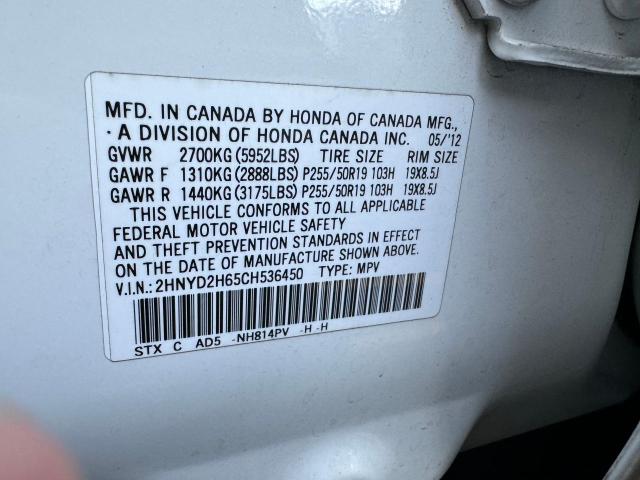 MFD. IN CANADA BY HONDA OF CANADA MFG.,
· A DIVISION OF HONDA CANADA INC. 05/'12
GVWR 2700KG (5952LBS) TIRE SIZE RIM SIZE
GAWR F 1310KG (2888LBS) P255/50R19 103H 19X8.5J
GAWR R 1440KG (3175LBS) P255/50R19 103H 19X8.5J
THIS VEHICLE CONFORMS TO ALL APPLICABLE
FEDERAL MOTOR VEHICLE SAFETY
AND THEFT PREVENTION STANDARDS IN EFFECT
ON THE DATE OF MANUFACTURE SHOWN ABOVE.
V.I.N.: 2HNYD2H65CH536450 TYPE: MPV
STX C AD5 -NH814PV -H -H